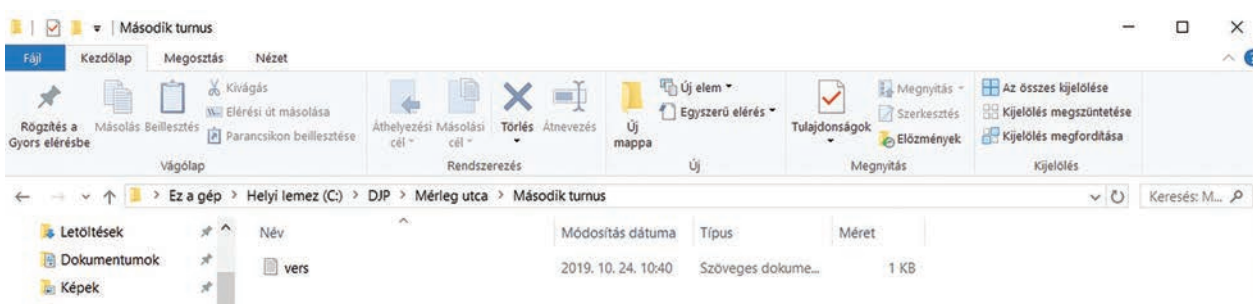 Második turnus
Fájl Kezdőlap Megosztás Nézet
Rögzítés a Gyors elérésbe
Másolás
Beillesztés
Kivágás
Elérési út másolása
Parancsikon beillesztése
Vágólap
Áthelyezési cél
Másolási cél
Törlés
Átnevezés
Rendszerezés
Új mappa
Új elem
Egyszerű elérés
Új
Tulajdonságok
Megnyitás
Szerkesztés
Előzmények
Megnyitás
Az összes kijelölése
Kijelölés megszüntetése
Kijelölés megfordítása
Kijelölés
Ez a gép > Helyi lemez (C:) > DJP > Mérleg utca > Második turnus
Keresés: M...
Letöltések
Dokumentumok
Képek
Név Módosítás dátuma Típus Méret
vers 2019. 10. 24. 10:40 Szöveges dokume... 1 KB